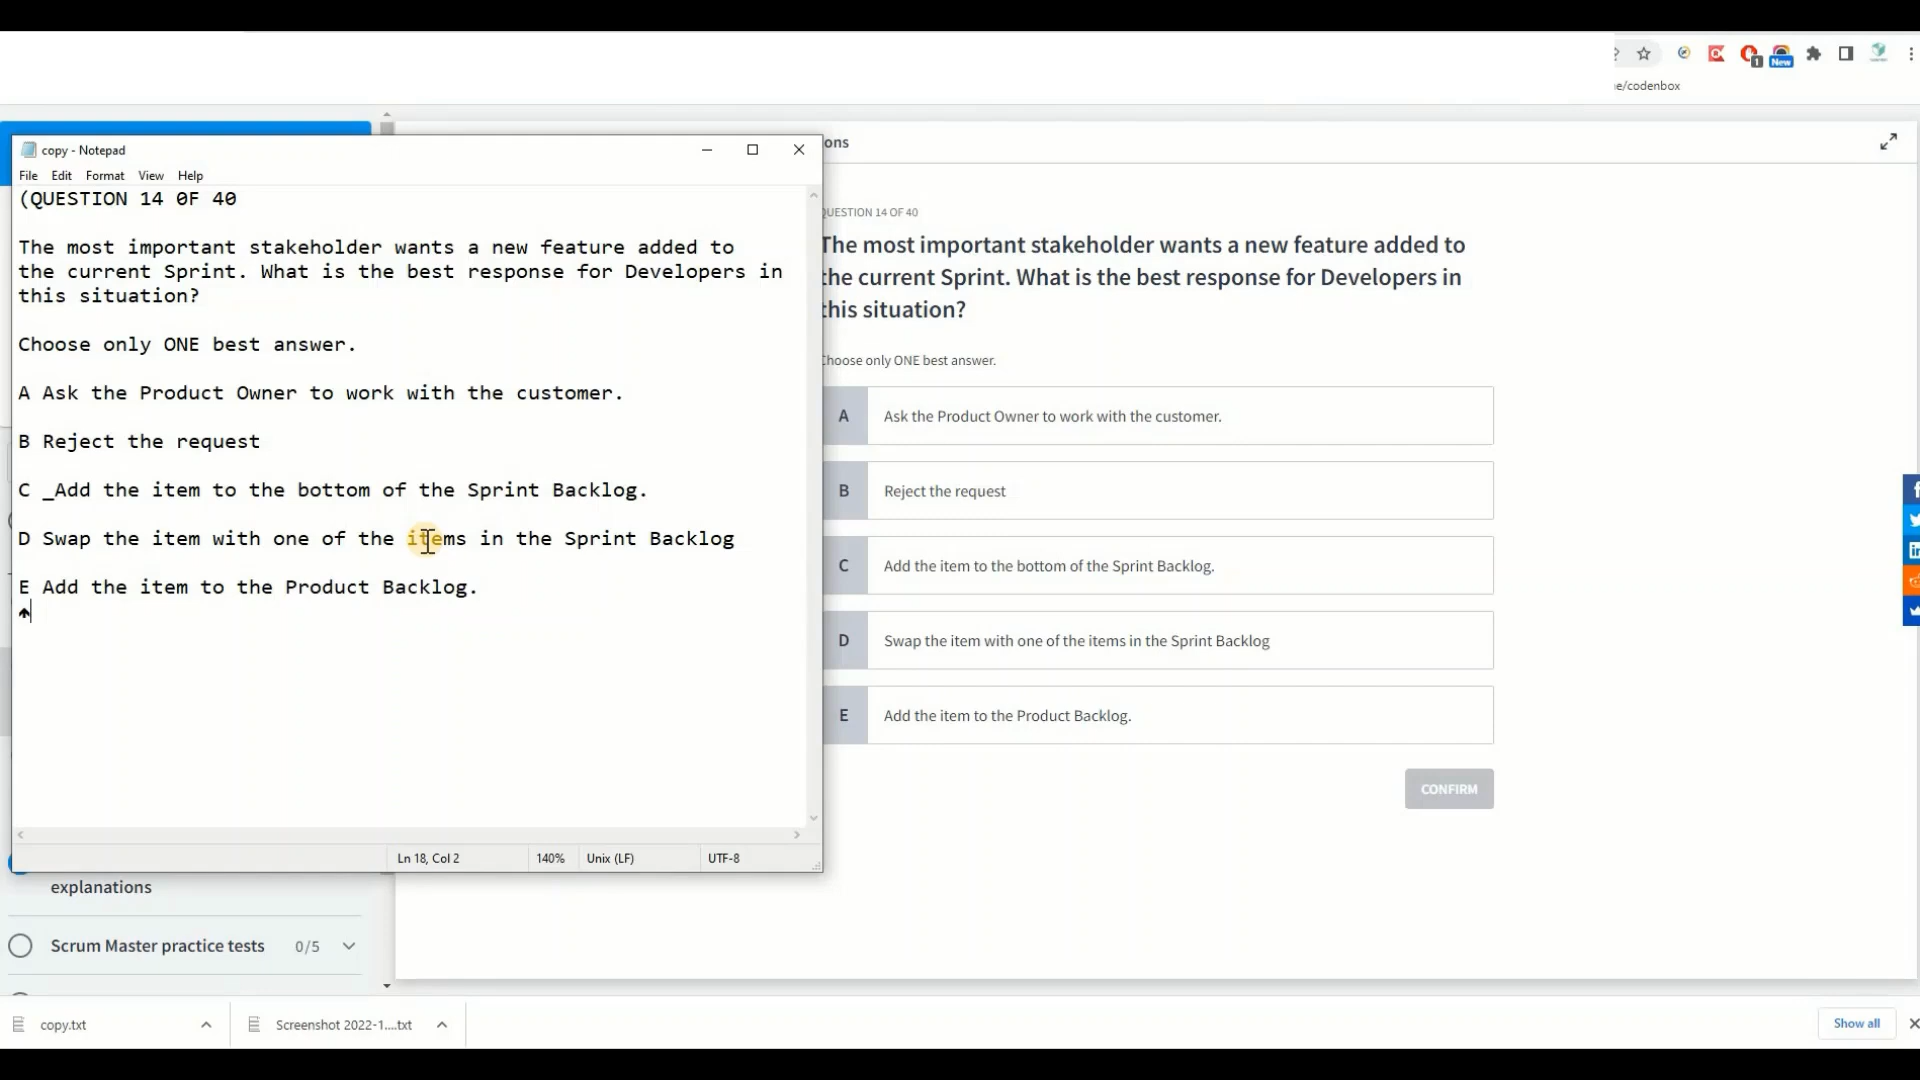 e/codenbox
New
1
copy - Notepad
File Edit Format View Help
(QUESTION 14 0F 40
The most important stakeholder wants a new feature added to
the current Sprint. What is the best response for Developers in
this situation?
Choose only ONE best answer.
A Ask the Product Owner to work with the customer.
B Reject the request
C _Add the item to the bottom of the Sprint Backlog.
D Swap the item with one of the items in the Sprint Backlog
E Add the item to the Product Backlog.
Ln 18, Col 2 140% Unix (LF) UTF-8
ons
QUESTION 14 OF 40
The most important stakeholder wants a new feature added to
the current Sprint. What is the best response for Developers in
this situation?
Choose only ONE best answer.
A Ask the Product Owner to work with the customer.
B Reject the request
C Add the item to the bottom of the Sprint Backlog.
D Swap the item with one of the items in the Sprint Backlog
E Add the item to the Product Backlog.
CONFIRM
explanations
Scrum Master practice tests 0/5
copy.txt
Screenshot 2022-1....txt
Show all